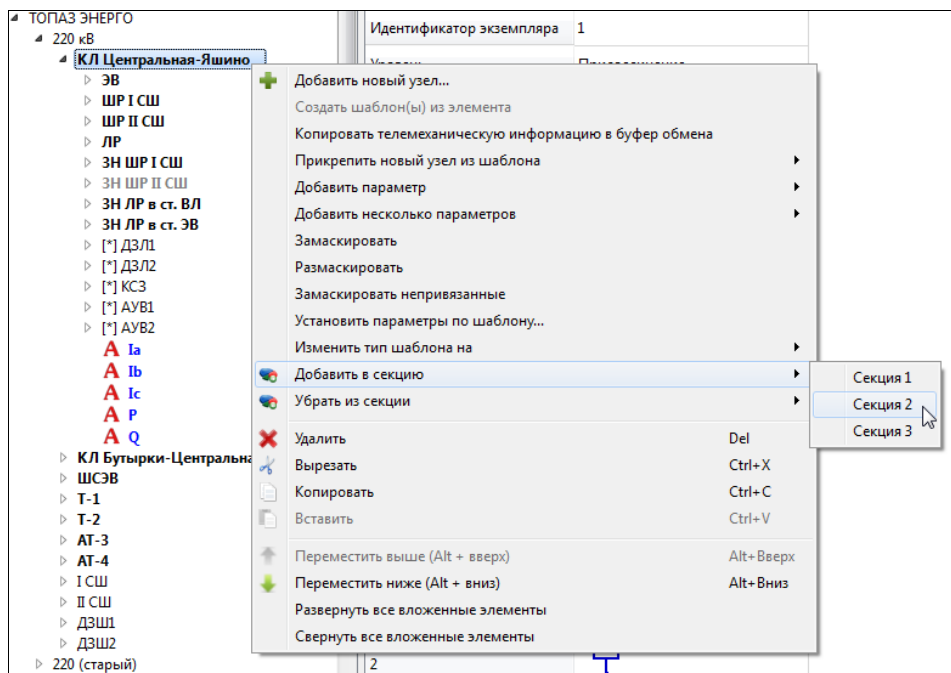 ТОПАЗ ЭНЕРГО
220 кВ
КЛ Центральная-Яшино
ЭВ
ШР I СШ
ШР II СШ
ЛР
ЗН ШР I СШ
ЗН ШР II СШ
ЗН ЛР в ст. ВЛ
ЗН ЛР в ст. ЭВ
[*] ДЗЛ1
[*] ДЗЛ2
[*] КСЗ
[*] АУВ1
[*] АУВ2
A Ia
A Ib
A Ic
A P
A Q
КЛ Бутырки-Центральна
ШСЭВ
Т-1
Т-2
АТ-3
АТ-4
I СШ
II СШ
ДЗШ1
ДЗШ2
220 (старый)
Идентификатор экземпляра 1
Добавить новый узел...
Создать шаблон(ы) из элемента
Копировать телемеханическую информацию в буфер обмена
Прикрепить новый узел из шаблона
Добавить параметр
Добавить несколько параметров
Замаскировать
Размаскировать
Замаскировать непривязанные
Установить параметры по шаблону...
Изменить тип шаблона на
Добавить в секцию
Убрать из секции
Удалить Del
Вырезать Ctrl+X
Копировать Ctrl+C
Вставить Ctrl+V
Переместить выше (Alt + вверх) Alt+Вверх
Переместить ниже (Alt + вниз) Alt+Вниз
Развернуть все вложенные элементы
Свернуть все вложенные элементы
Секция 1
Секция 2
Секция 3
2